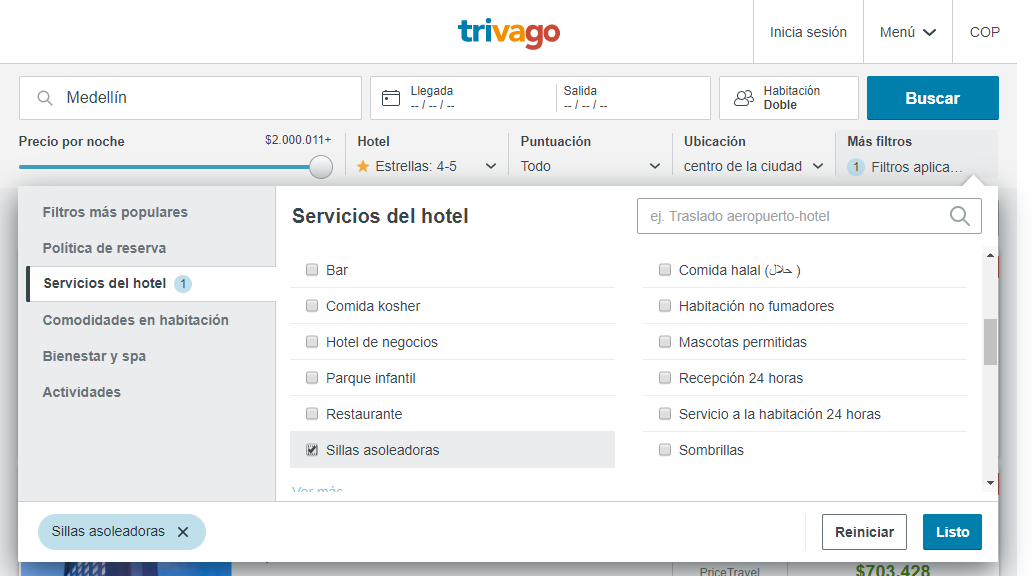 trivago
Inicia sesión
Menú
COP
Medellín
Llegada
-- / -- / --
Salida
-- / -- / --
Habitación
Doble
Buscar
Precio por noche
$2.000.011+
Hotel
Estrellas: 4-5
Puntuación
Todo
Ubicación
centro de la ciudad
Más filtros
1 Filtros aplica...
Filtros más populares
Política de reserva
Servicios del hotel 1
Comodidades en habitación
Bienestar y spa
Actividades
Servicios del hotel
ej. Traslado aeropuerto-hotel
Bar
Comida kosher
Hotel de negocios
Parque infantil
Restaurante
Sillas asoleadoras
Ver más
Comida halal (حلال)
Habitación no fumadores
Mascotas permitidas
Recepción 24 horas
Servicio a la habitación 24 horas
Sombrillas
Sillas asoleadoras
Reiniciar
Listo
PriceTravel
$703.428